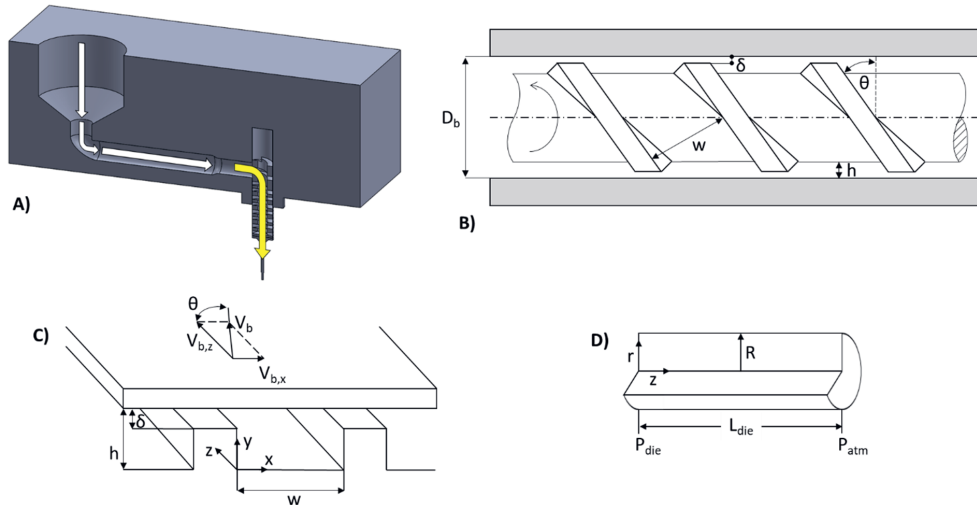 A)
B)
D_b
δ
θ
w
h
C)
θ
V_b
V_b,z
V_b,x
δ
h
y
z
x
w
D)
r
R
z
L_die
P_die
P_atm